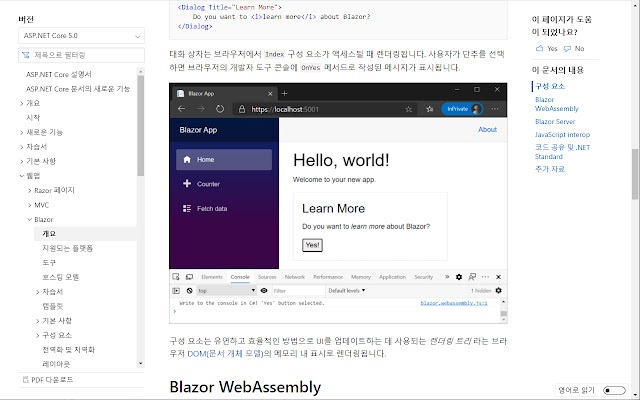 버전
ASP.NET Core 5.0
제목으로 필터링
ASP.NET Core 설명서
ASP.NET Core 문서의 새로운 기능
개요
시작
새로운 기능
자습서
기본 사항
웹앱
Razor 페이지
MVC
Blazor
개요
지원되는 플랫폼
도구
호스팅 모델
자습서
템플릿
기본 사항
구성 요소
전역화 및 지역화
레이아웃
PDF 다운로드
<Dialog Title="Learn More">
Do you want to <i>learn more</i> about Blazor?
</Dialog>
대화 상자는 브라우저에서 Index 구성 요소가 액세스될 때 렌더링됩니다. 사용자가 단추를 선택
하면 브라우저의 개발자 도구 콘솔에 OnYes 메서드로 작성된 메시지가 표시됩니다.
Blazor App
https://localhost:5001
InPrivate
Blazor App
About
Home
Counter
Fetch data
Hello, world!
Welcome to your new app.
Learn More
Do you want to learn more about Blazor?
Yes!
Elements Console Sources Network Performance Memory Application Security
top
Filter
Default levels
1 hidden
Write to the console in C#! 'Yes' button selected.
blazor.webassembly.js:1
구성 요소는 유연하고 효율적인 방법으로 UI를 업데이트하는 데 사용되는 렌더링 트리 라는 브라
우저 DOM(문서 개체 모델)의 메모리 내 표시로 렌더링됩니다.
Blazor WebAssembly
이 페이지가 도움
이 되었나요?
Yes No
이 문서의 내용
구성 요소
Blazor
WebAssembly
Blazor Server
JavaScript interop
코드 공유 및 .NET
Standard
추가 자료
영어로 읽기